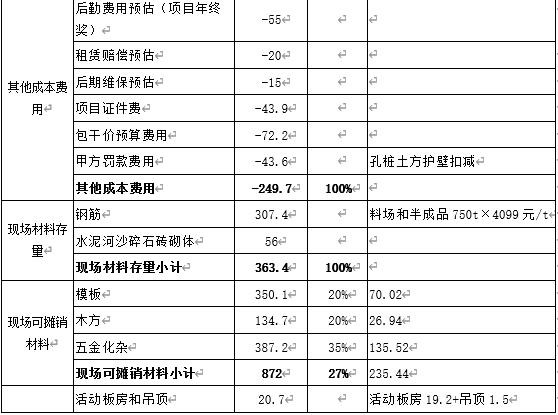 后勤费用预估（项目年终
奖）
-55
租赁赔偿预估
-20
后期维保预估
-15
其他成本费
用
项目证件费
-43.9
包干价预算费用
-72.2
甲方罚款费用
-43.6
孔桩土方护壁扣减
其他成本费用
-249.7
100%
现场材料存
量
钢筋
307.4
料场和半成品 750t×4099 元/t
水泥河沙碎石砖砌体
56
现场材料存量小计
363.4
100%
现场可摊销
材料
模板
350.1
20%
70.02
木方
134.7
20%
26.94
五金化杂
387.2
35%
135.52
现场可摊销材料小计
872
27%
235.44
活动板房和吊顶
20.7
活动板房 19.2+吊顶 1.5